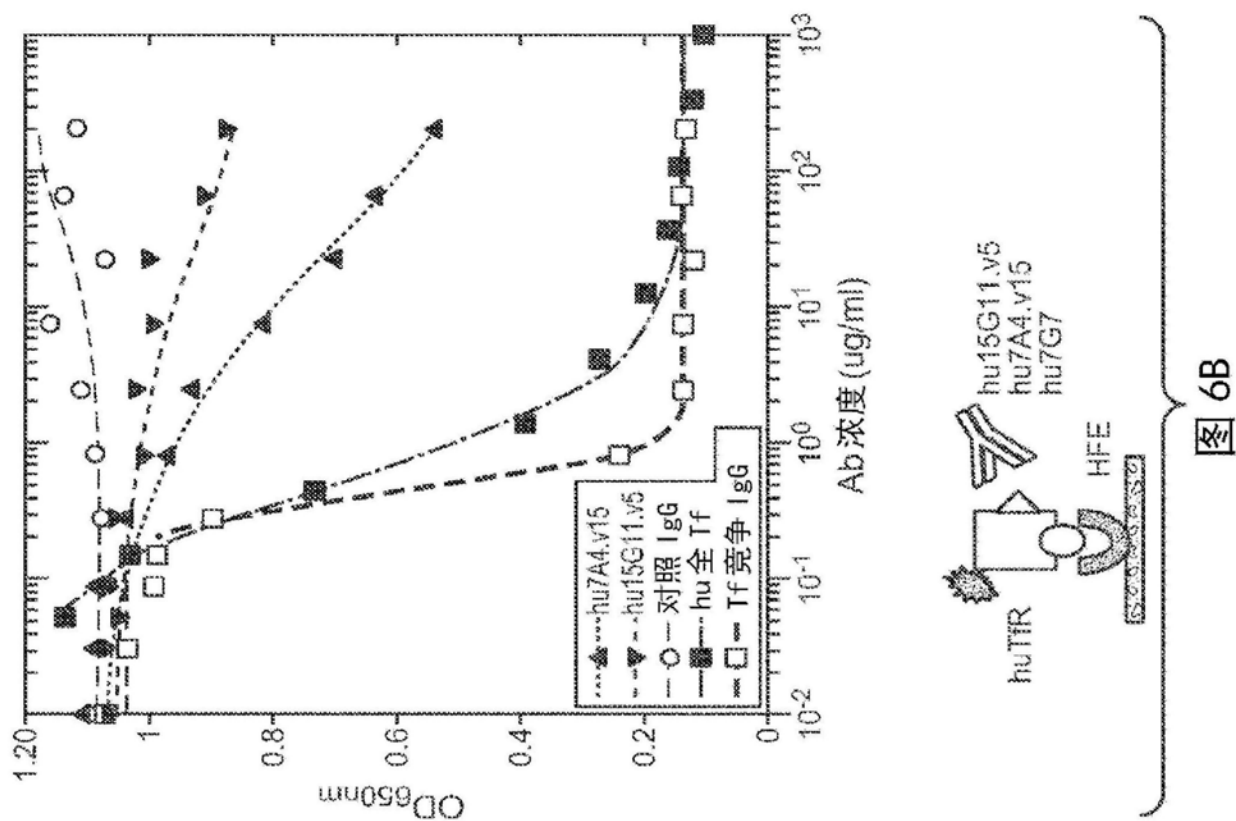 OD650nm
1.20
1
0.8
0.6
0.4
0.2
0
hu7A4.v15
hu15G11.v5
对照 IgG
hu 全 Tf
Tf 竞争 IgG
10-2
10-1
100
101
102
103
Ab 浓度 (ug/ml)
huTfR
hu15G11.v5
hu7A4.v15
hu7G7
HFE
图 6B